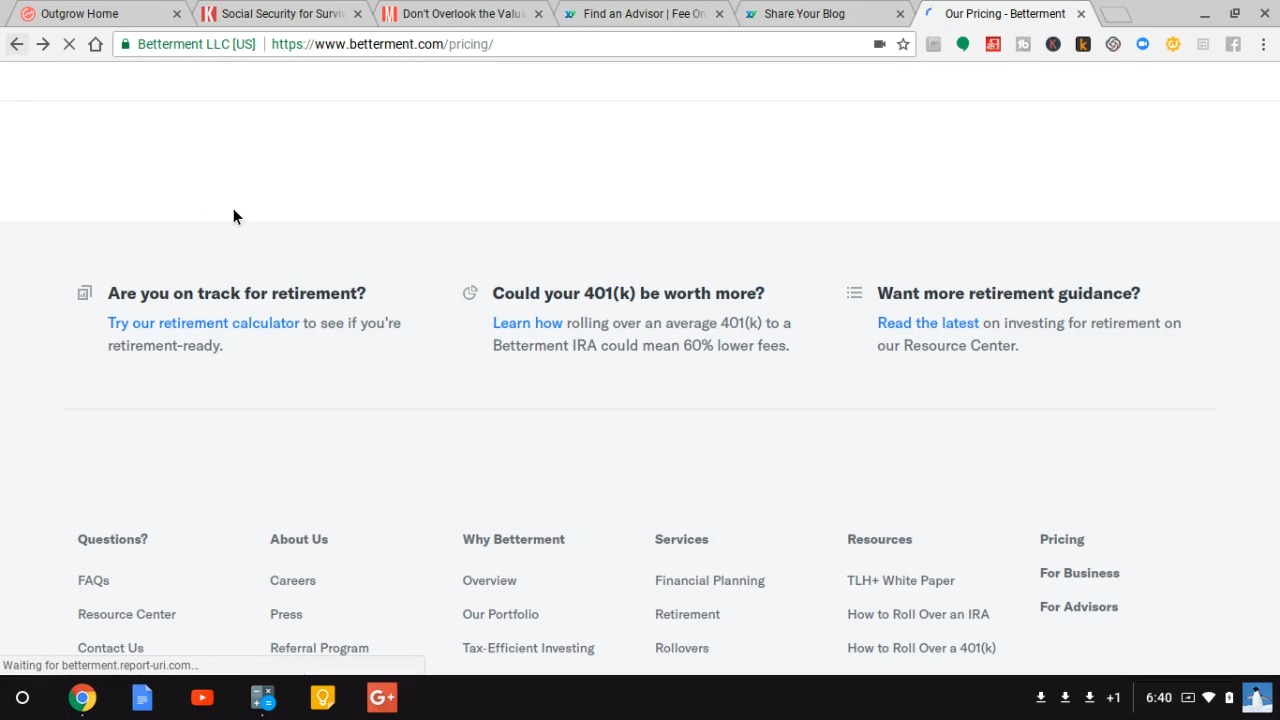 Outgrow Home
Social Security for Survi
Don't Overlook the Valua
Find an Advisor | Fee On
Share Your Blog
Our Pricing - Betterment
Betterment LLC [US]
https://www.betterment.com/pricing/
Are you on track for retirement?
Try our retirement calculator to see if you're
retirement-ready.
Could your 401(k) be worth more?
Learn how rolling over an average 401(k) to a
Betterment IRA could mean 60% lower fees.
Want more retirement guidance?
Read the latest on investing for retirement on
our Resource Center.
Questions?
FAQs
Resource Center
Contact Us
About Us
Careers
Press
Referral Program
Why Betterment
Overview
Our Portfolio
Tax-Efficient Investing
Services
Financial Planning
Retirement
Rollovers
Resources
TLH+ White Paper
How to Roll Over an IRA
How to Roll Over a 401(k)
Pricing
For Business
For Advisors
Waiting for betterment.report-uri.com...
G+
+1
6:40